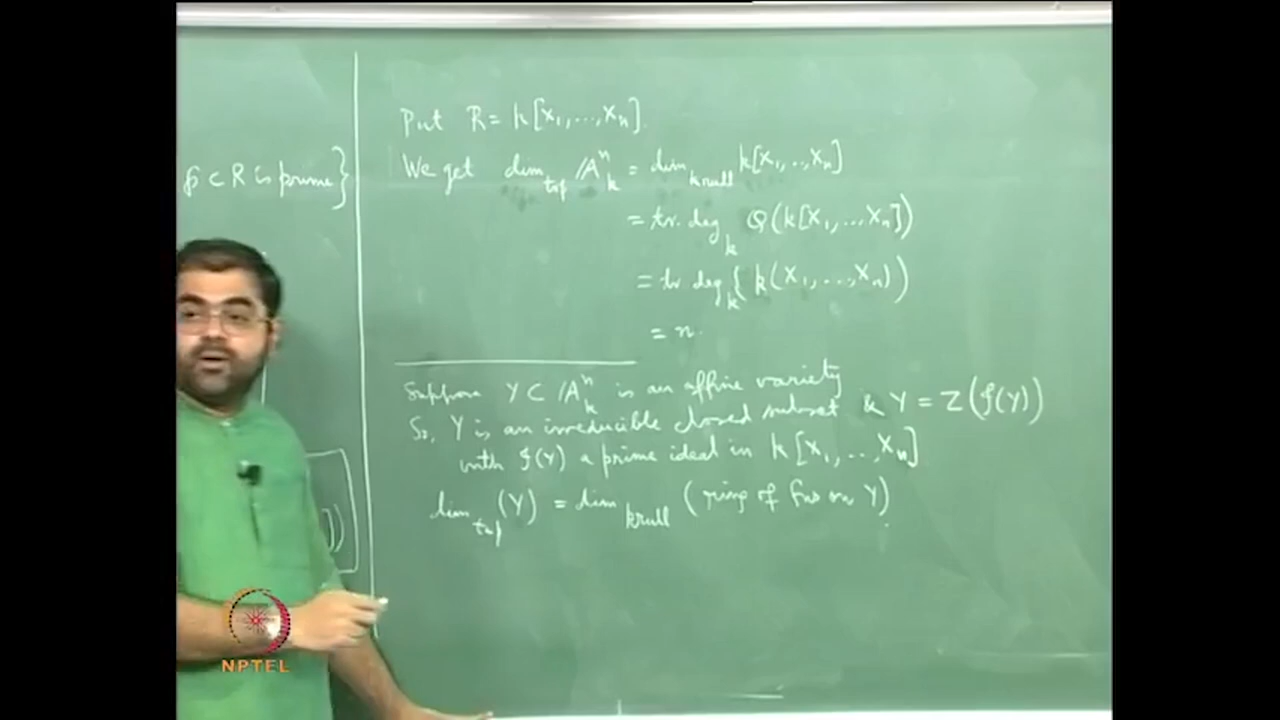 ℘ ⊂ R is prime}
])
Put R = k[X₁,…,Xₙ].
We get dim_top 𝔸ⁿ_k = dim_krull k[X₁,..,Xₙ]
= tr.deg_k Q(k[X₁,…,Xₙ])
= tr deg_k{ k(X₁,…,Xₙ))
= n.
Suppose Y ⊂ 𝔸ⁿ_k is an affine variety
So, Y is an irreducible closed subset & Y = Z(𝓘(Y))
with 𝓘(Y) a prime ideal in k[X₁,…,Xₙ]
dim_top (Y) = dim_krull (ring of fns on Y).
NPTEL